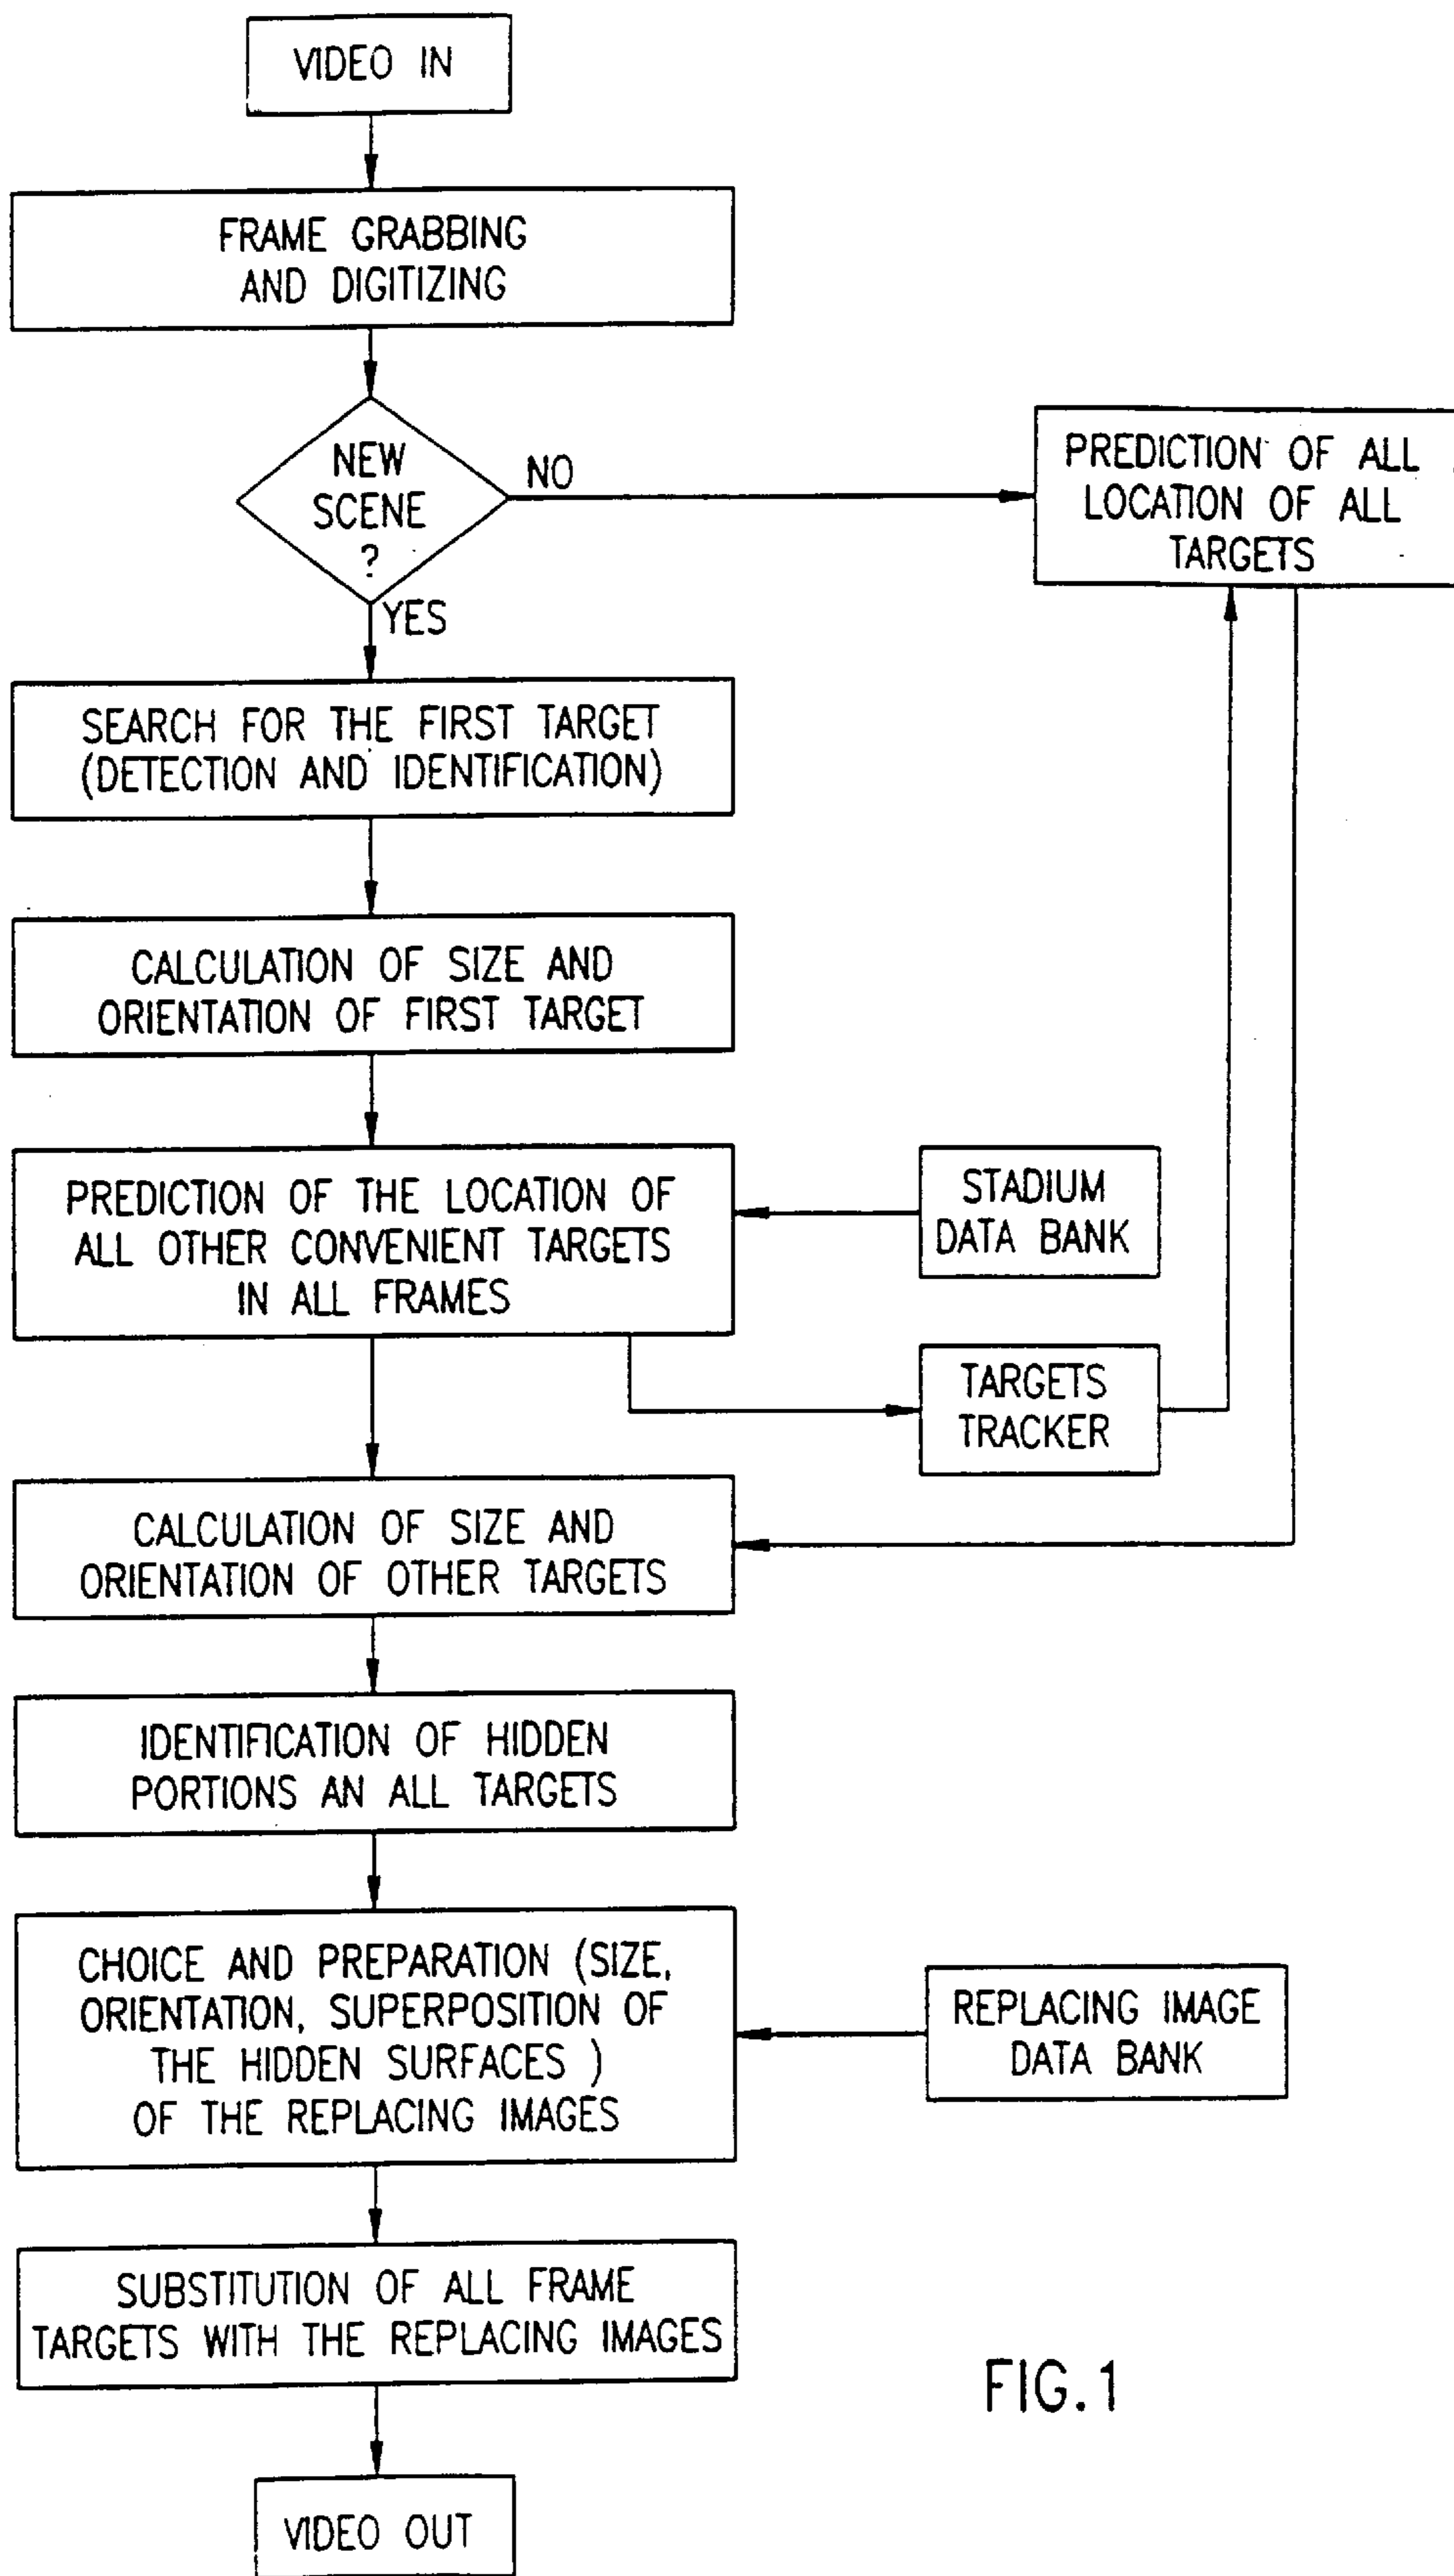 VIDEO IN
FRAME GRABBING
AND DIGITIZING
NEW
SCENE
?
NO
YES
PREDICTION OF ALL
LOCATION OF ALL
TARGETS
SEARCH FOR THE FIRST TARGET
(DETECTION AND IDENTIFICATION)
CALCULATION OF SIZE AND
ORIENTATION OF FIRST TARGET
PREDICTION OF THE LOCATION OF
ALL OTHER CONVENIENT TARGETS
IN ALL FRAMES
STADIUM
DATA BANK
TARGETS
TRACKER
CALCULATION OF SIZE AND
ORIENTATION OF OTHER TARGETS
IDENTIFICATION OF HIDDEN
PORTIONS AN ALL TARGETS
CHOICE AND PREPARATION (SIZE,
ORIENTATION, SUPERPOSITION OF
THE HIDDEN SURFACES )
OF THE REPLACING IMAGES
REPLACING IMAGE
DATA BANK
SUBSTITUTION OF ALL FRAME
TARGETS WITH THE REPLACING IMAGES
VIDEO OUT
FIG.1